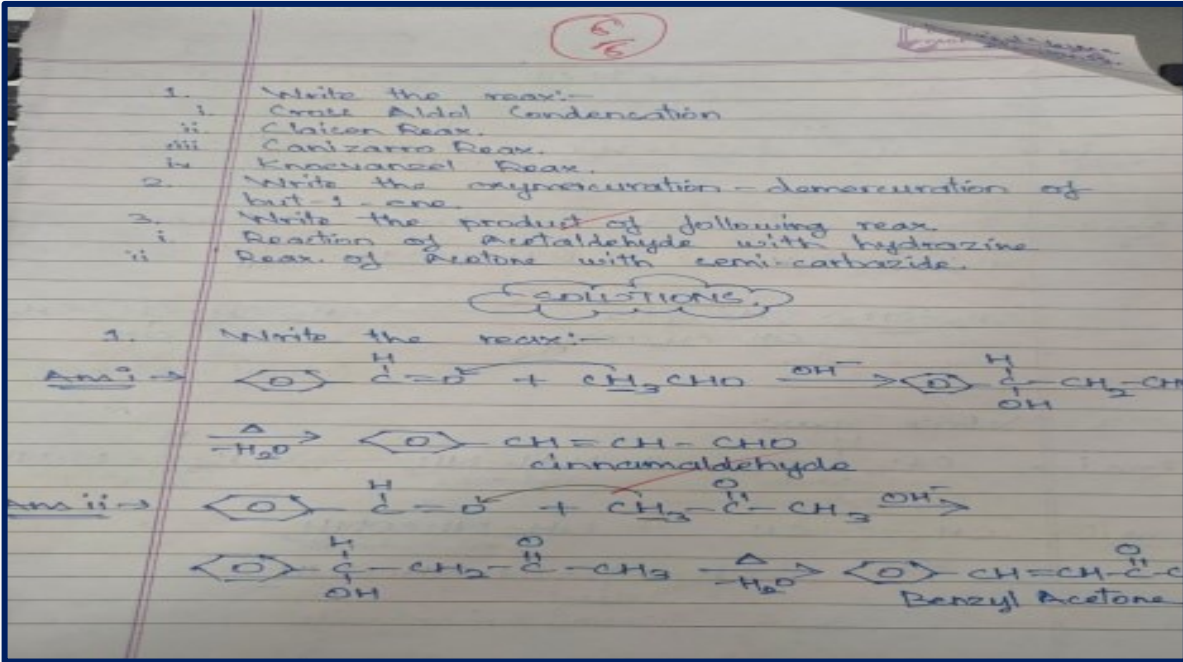 6
6
1. Write the reax:-
i. Cross Aldol Condensation
ii. Claisen Reax.
iii Canizarro Reax.
iv Knoevanzel Reax.
2. Write the oxymercuration-demercuration of
but-1-ene.
3. Write the product of following reax.
i Reaction of Acetaldehyde with hydrazine
ii Reax. of Acetone with semi-carbazide.
SOLUTIONS.
1. Write the reax:-
Ans i → H
C = O + CH3CHO OH- → H
C - CH2 - CH
OH
Δ
-H2O → CH = CH - CHO
cinnamaldehyde
Ans ii → H
C = O + CH3 - C - CH3 OH- →
O
H O
C - CH2 - C - CH3 Δ → CH = CH - C - C
OH -H2O O
Benzyl Acetone